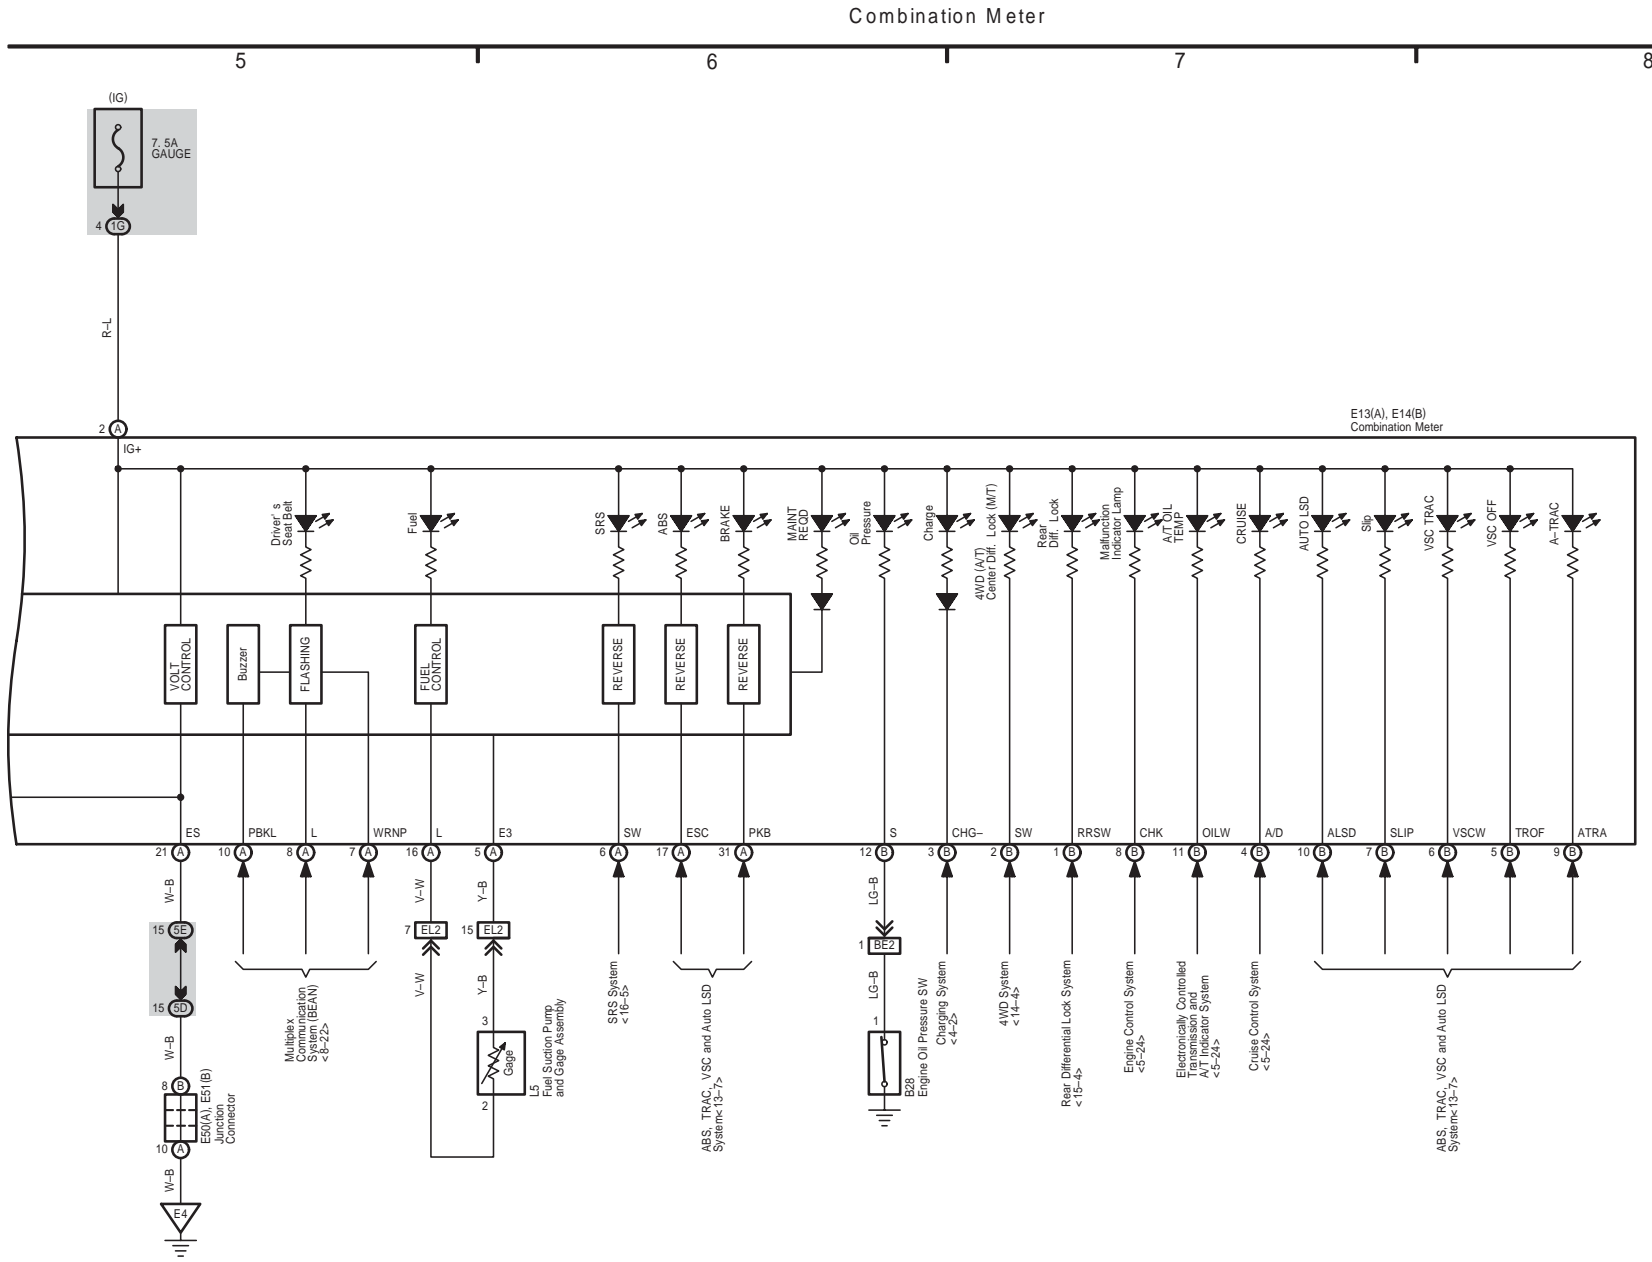 Combination Meter
5
6
7
8
(IG)
7. 5A
GAUGE
4
1G
R–L
2
A
IG+
E13(A), E14(B)
Combination Meter
Driver' s
Seat Belt
Fuel
SRS
ABS
BRAKE
MAINT
REQD
Oil
Pressure
Charge
4WD (A/T)
Center Diff. Lock (M/T)
Rear
Diff. Lock
Malfunction
Indicator Lamp
A/T OIL
TEMP
CRUISE
AUTO LSD
Slip
VSC TRAC
VSC OFF
A–TRAC
VOLT
CONTROL
Buzzer
FLASHING
FUEL
CONTROL
REVERSE
REVERSE
REVERSE
ES
PBKL
L
WRNP
L
E3
SW
ESC
PKB
S
CHG–
SW
RRSW
CHK
OILW
A/D
ALSD
SLIP
VSCW
TROF
ATRA
21 A
10 A
8 A
7 A
16 A
5 A
6 A
17 A
31 A
12 B
3 B
2 B
1 B
8 B
11 B
4 B
10 B
7 B
6 B
5 B
9 B
W–B
V–W
Y–B
LG–B
15 5E
7 EL2
15 EL2
1 BE2
15 5D
V–W
Y–B
LG–B
W–B
Multiplex
Communication
System (BEAN)
<8–22>
3
Gage
2
L5
Fuel Suction Pump
and Gage Assembly
SRS System
<16–5>
ABS, TRAC, VSC and Auto LSD
System<13–7>
1
B28
Engine Oil Pressure SW
Charging System
<4–2>
4WD System
<14–4>
Rear Differential Lock System
<15–4>
Engine Control System
<5–24>
Electronically Controlled
Transmission and
A/T Indicator System
<5–24>
Cruise Control System
<5–24>
ABS, TRAC, VSC and Auto LSD
System<13–7>
8 B
E50(A), E51(B)
Junction
Connector
10 A
W–B
E4